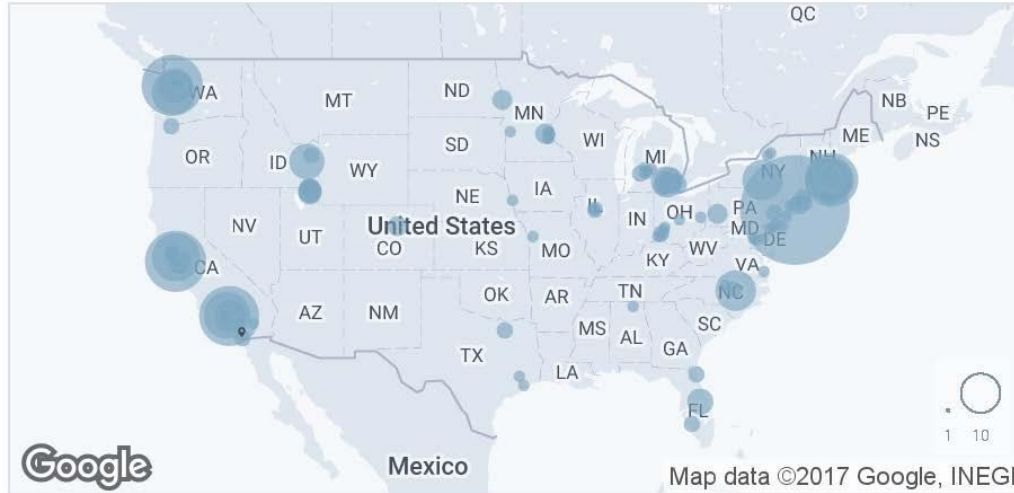 QC
WA
ND
MN
MT
NB
PE
ME
NS
OR
ID
WY
SD
WI
MI
NH
NY
NE
IA
IL
IN
OH
PA
MD
DE
NV
UT
United States
CO
KS
MO
KY
WV
VA
CA
AZ
NM
OK
AR
TN
NC
SC
MS
AL
GA
TX
LA
FL
1 10
Mexico
Google
Map data ©2017 Google, INEGI